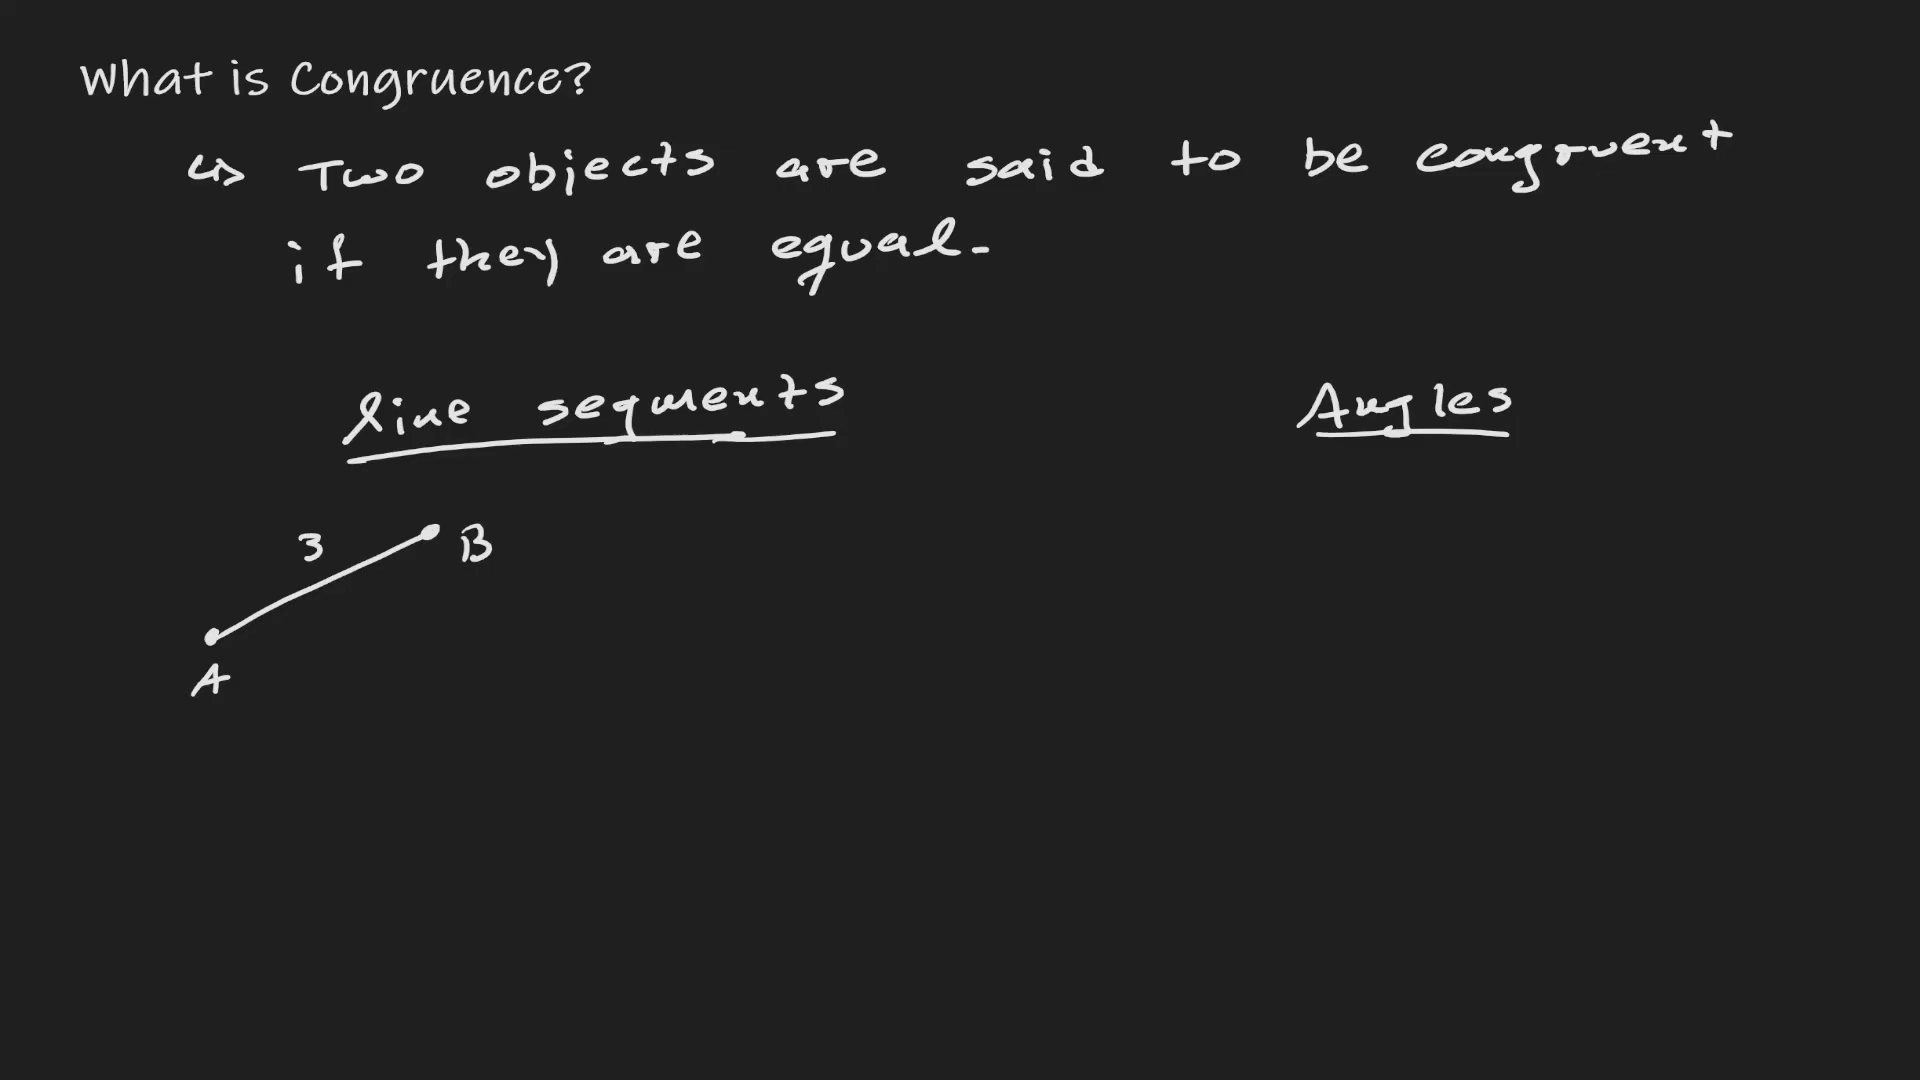 What is Congruence?
↳ Two objects are said to be congruent
if they are equal.
line segments
Angles
3
B
A